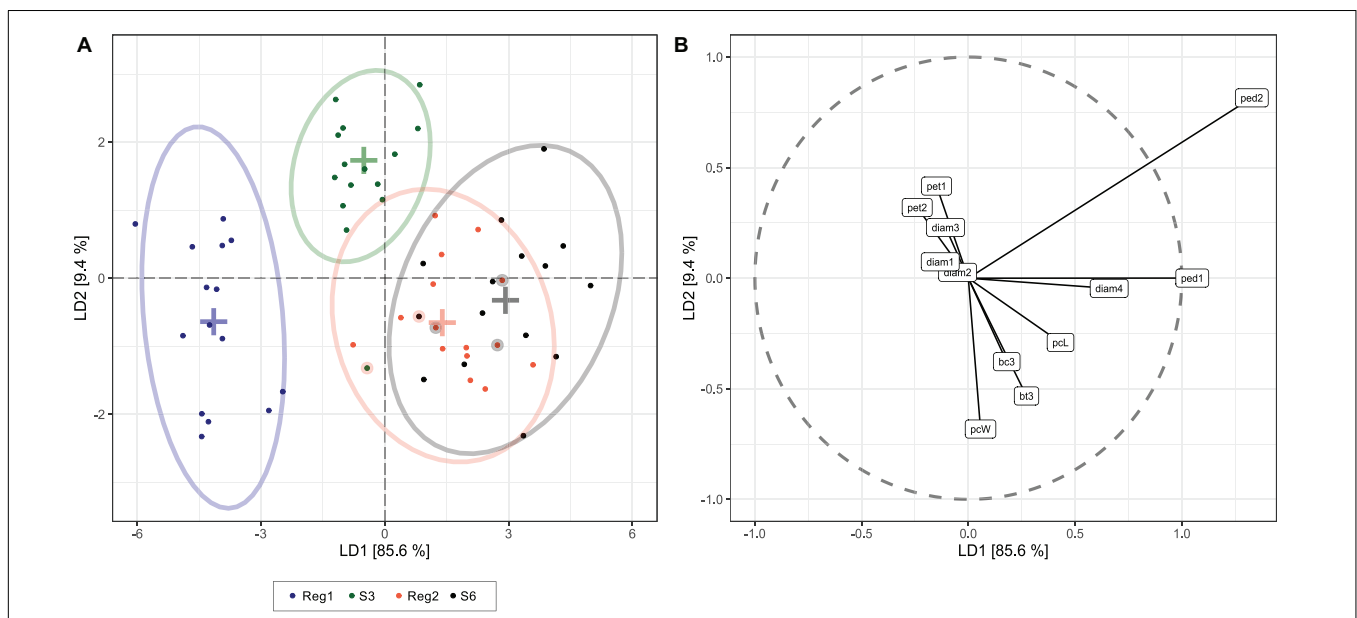 A
2
0
-2
LD2 [9.4 %]
-6 -3 0 3 6
LD1 [85.6 %]
Reg1 S3 Reg2 S6
B
1.0
0.5
0.0
-0.5
-1.0
LD2 [9.4 %]
ped2
pet1
pet2
diam3
diam1
diam2
ped1
diam4
pcL
bc3
bt3
pcW
-1.0 -0.5 0.0 0.5 1.0
LD1 [85.6 %]